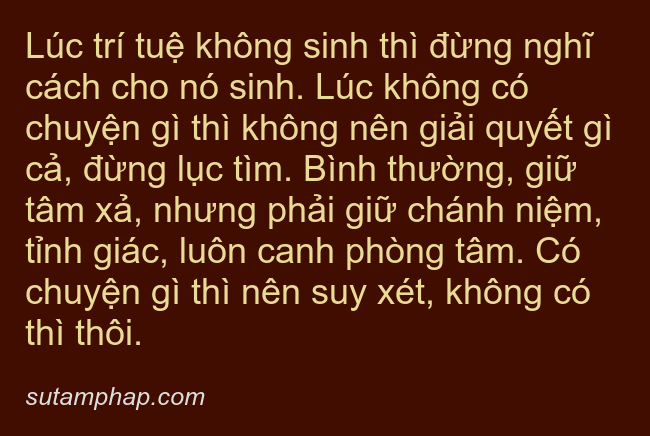 Lúc trí tuệ không sinh thì đừng nghĩ
cách cho nó sinh. Lúc không có
chuyện gì thì không nên giải quyết gì
cả, đừng lục tìm. Bình thường, giữ
tâm xả, nhưng phải giữ chánh niệm,
tỉnh giác, luôn canh phòng tâm. Có
chuyện gì thì nên suy xét, không có
thì thôi.
sutamphap.com